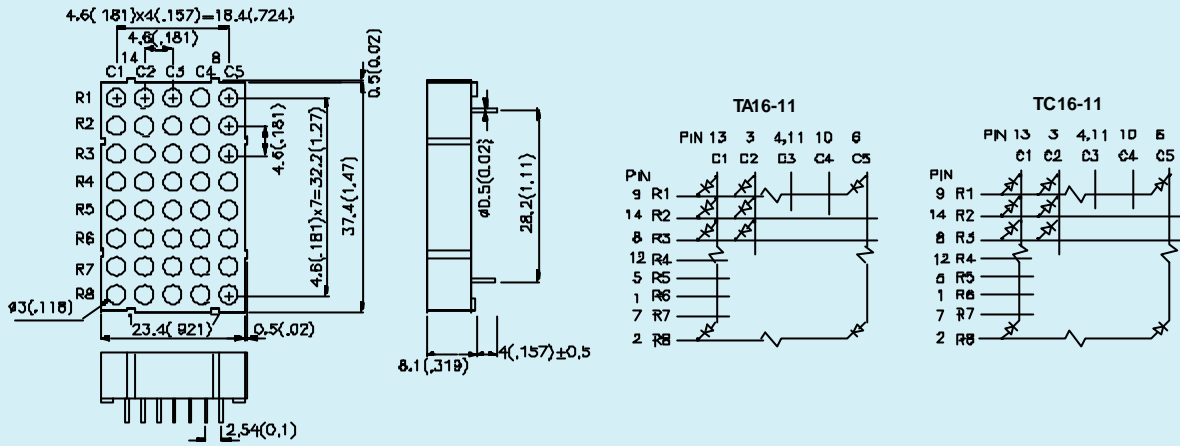 4.6(.181)x4(.157)=18.4(.724)
4.6(.181)
14 8
C1 C2 C3 C4 C5
0.5(0.02)
R1
R2
R3
R4
R5
R6
R7
R8
4.6(.181)
4.6(.181)x7=32.2(1.27)
37.4(1.47)
ø3(.118)
1 7
23.4(.921)
0.5(.02)
2,54(0,1)
ø0.5(0.02)
28,2(1,11)
8.1(.319)
4(,157)±0,5
TA16-11
PIN 13 3 4,11 10 6
C1 C2 C3 C4 C5
PIN
9 R1
14 R2
8 R3
12 R4
5 R5
1 R6
7 R7
2 R8
TC16-11
PIN 13 3 4,11 10 6
C1 C2 C3 C4 C5
PIN
9 R1
14 R2
8 R3
12 R4
5 R5
1 R6
7 R7
2 R8